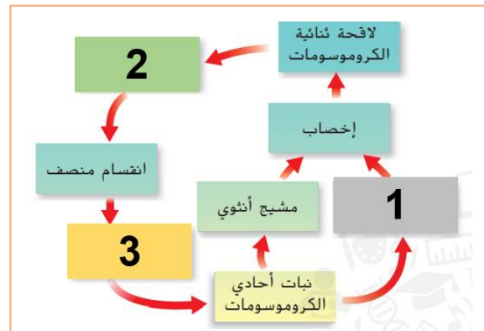 لاقحة ثنائية
الكروموسومات
2
إخصاب
انقسام منصف
مشيج أنثوي
1
3
نبات أحادي
الكروموسومات